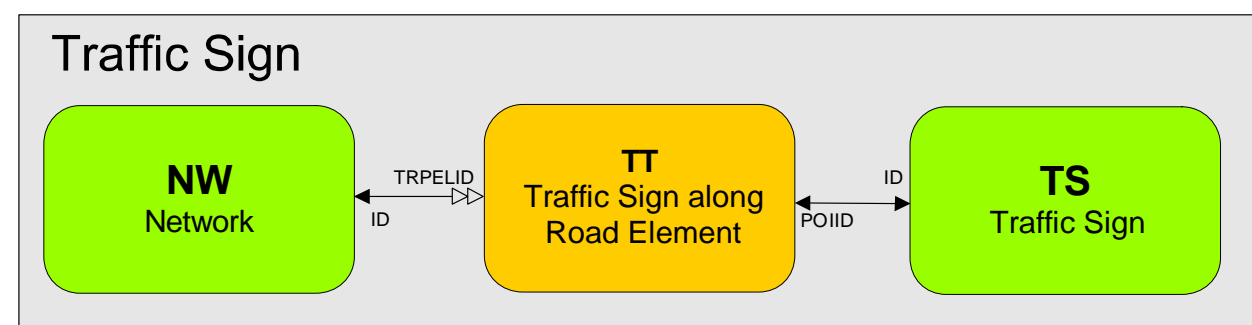 Traffic Sign
NW
Network
TRPELID
ID
TT
Traffic Sign along
Road Element
ID
POIID
TS
Traffic Sign